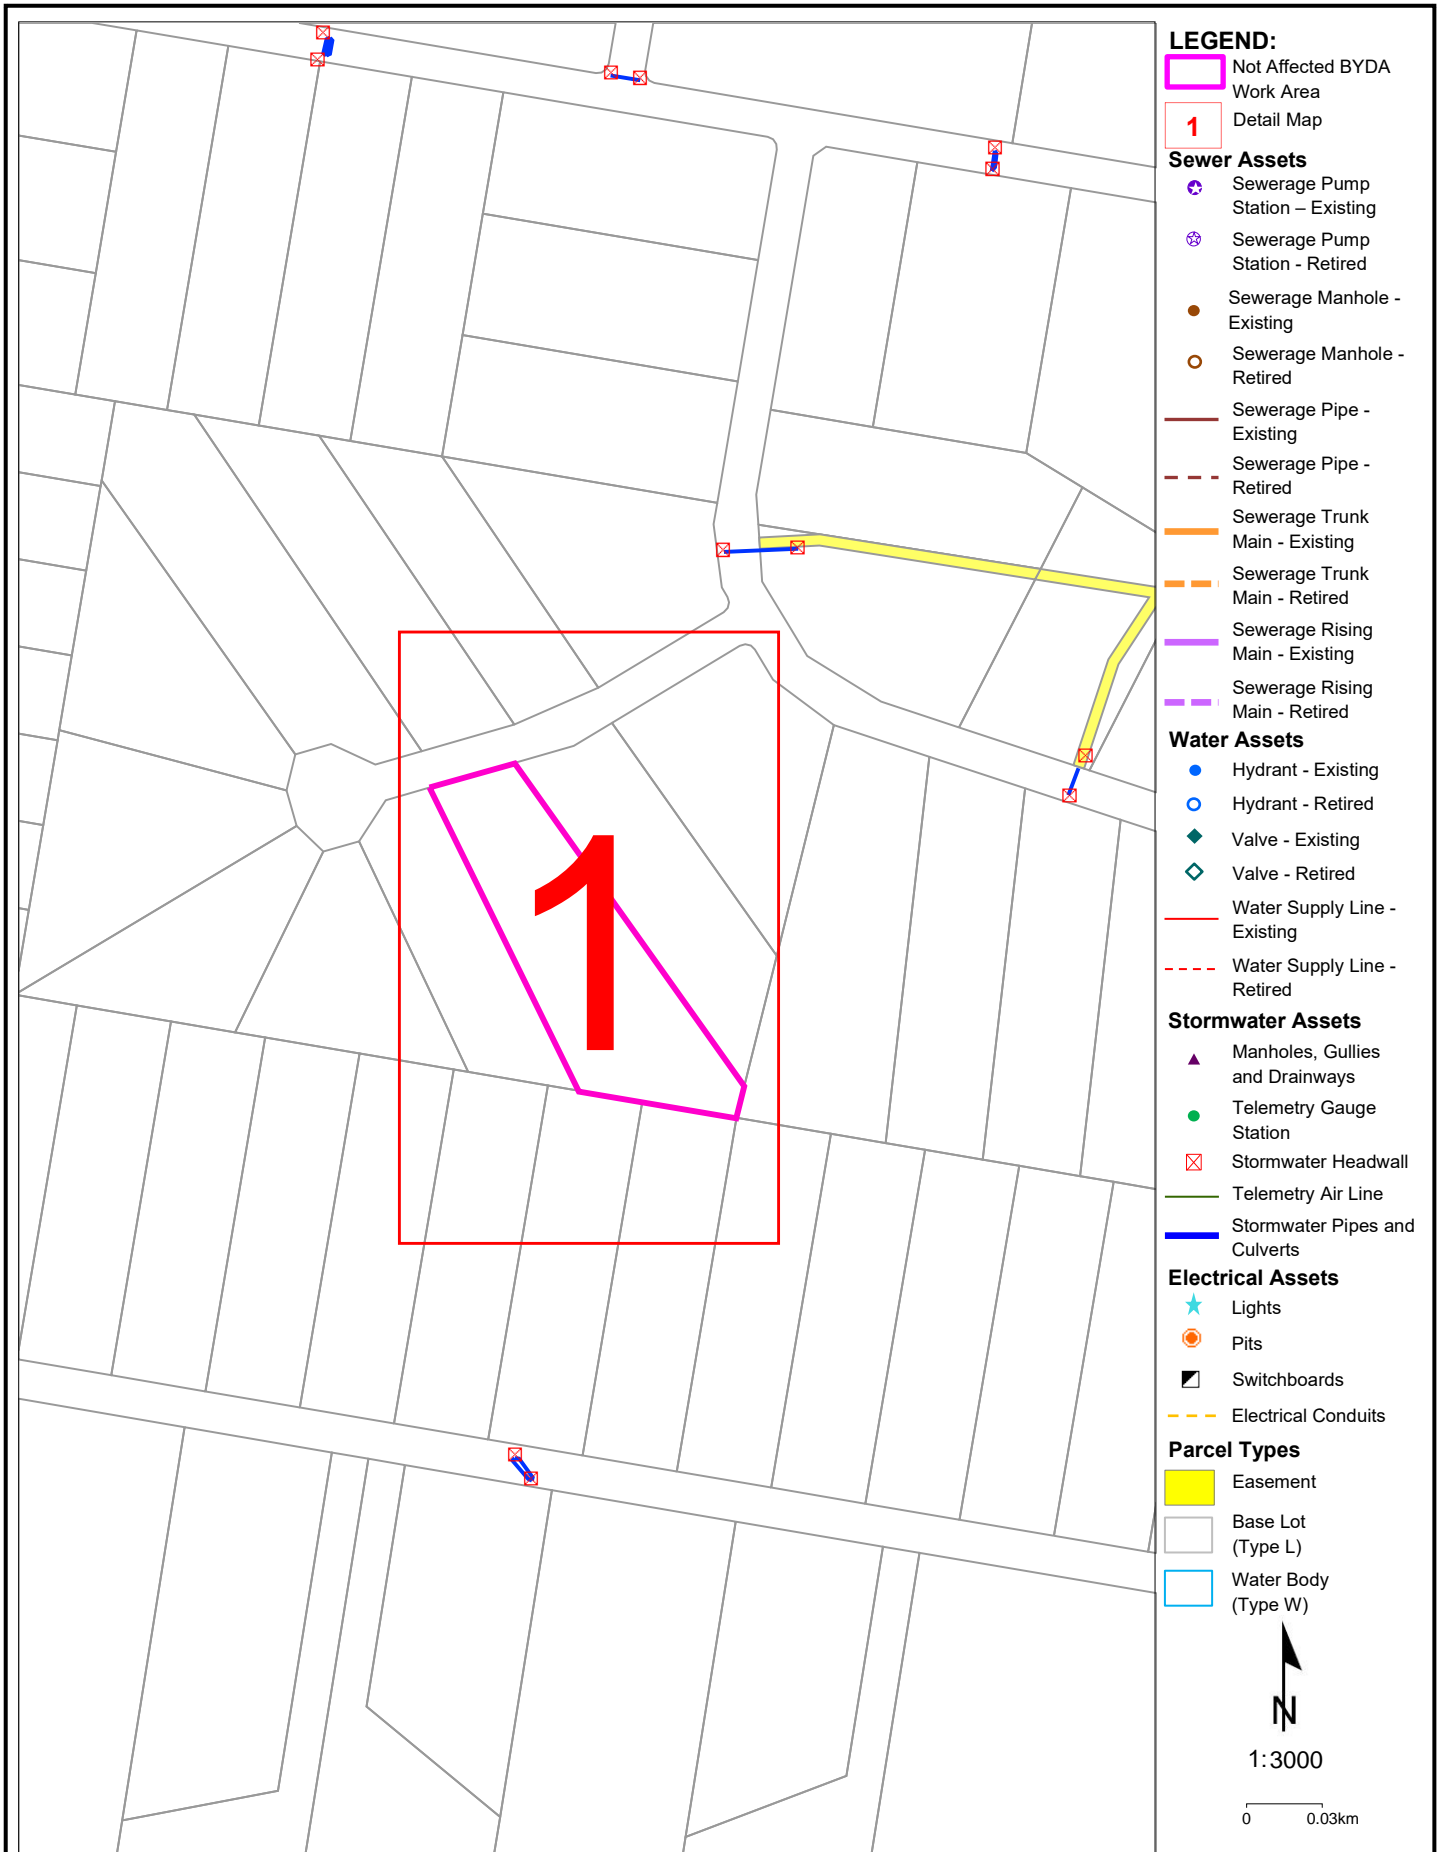 LEGEND:
Not Affected BYDA
Work Area
1
Detail Map
Sewer Assets
Sewerage Pump
Station – Existing
Sewerage Pump
Station - Retired
Sewerage Manhole -
Existing
Sewerage Manhole -
Retired
Sewerage Pipe -
Existing
Sewerage Pipe -
Retired
Sewerage Trunk
Main - Existing
Sewerage Trunk
Main - Retired
Sewerage Rising
Main - Existing
Sewerage Rising
Main - Retired
Water Assets
Hydrant - Existing
Hydrant - Retired
Valve - Existing
Valve - Retired
Water Supply Line -
Existing
Water Supply Line -
Retired
Stormwater Assets
Manholes, Gullies
and Drainways
Telemetry Gauge
Station
Stormwater Headwall
Telemetry Air Line
Stormwater Pipes and
Culverts
Electrical Assets
Lights
Pits
Switchboards
Electrical Conduits
Parcel Types
Easement
Base Lot
(Type L)
Water Body
(Type W)
N
1:3000
0 0.03km
1